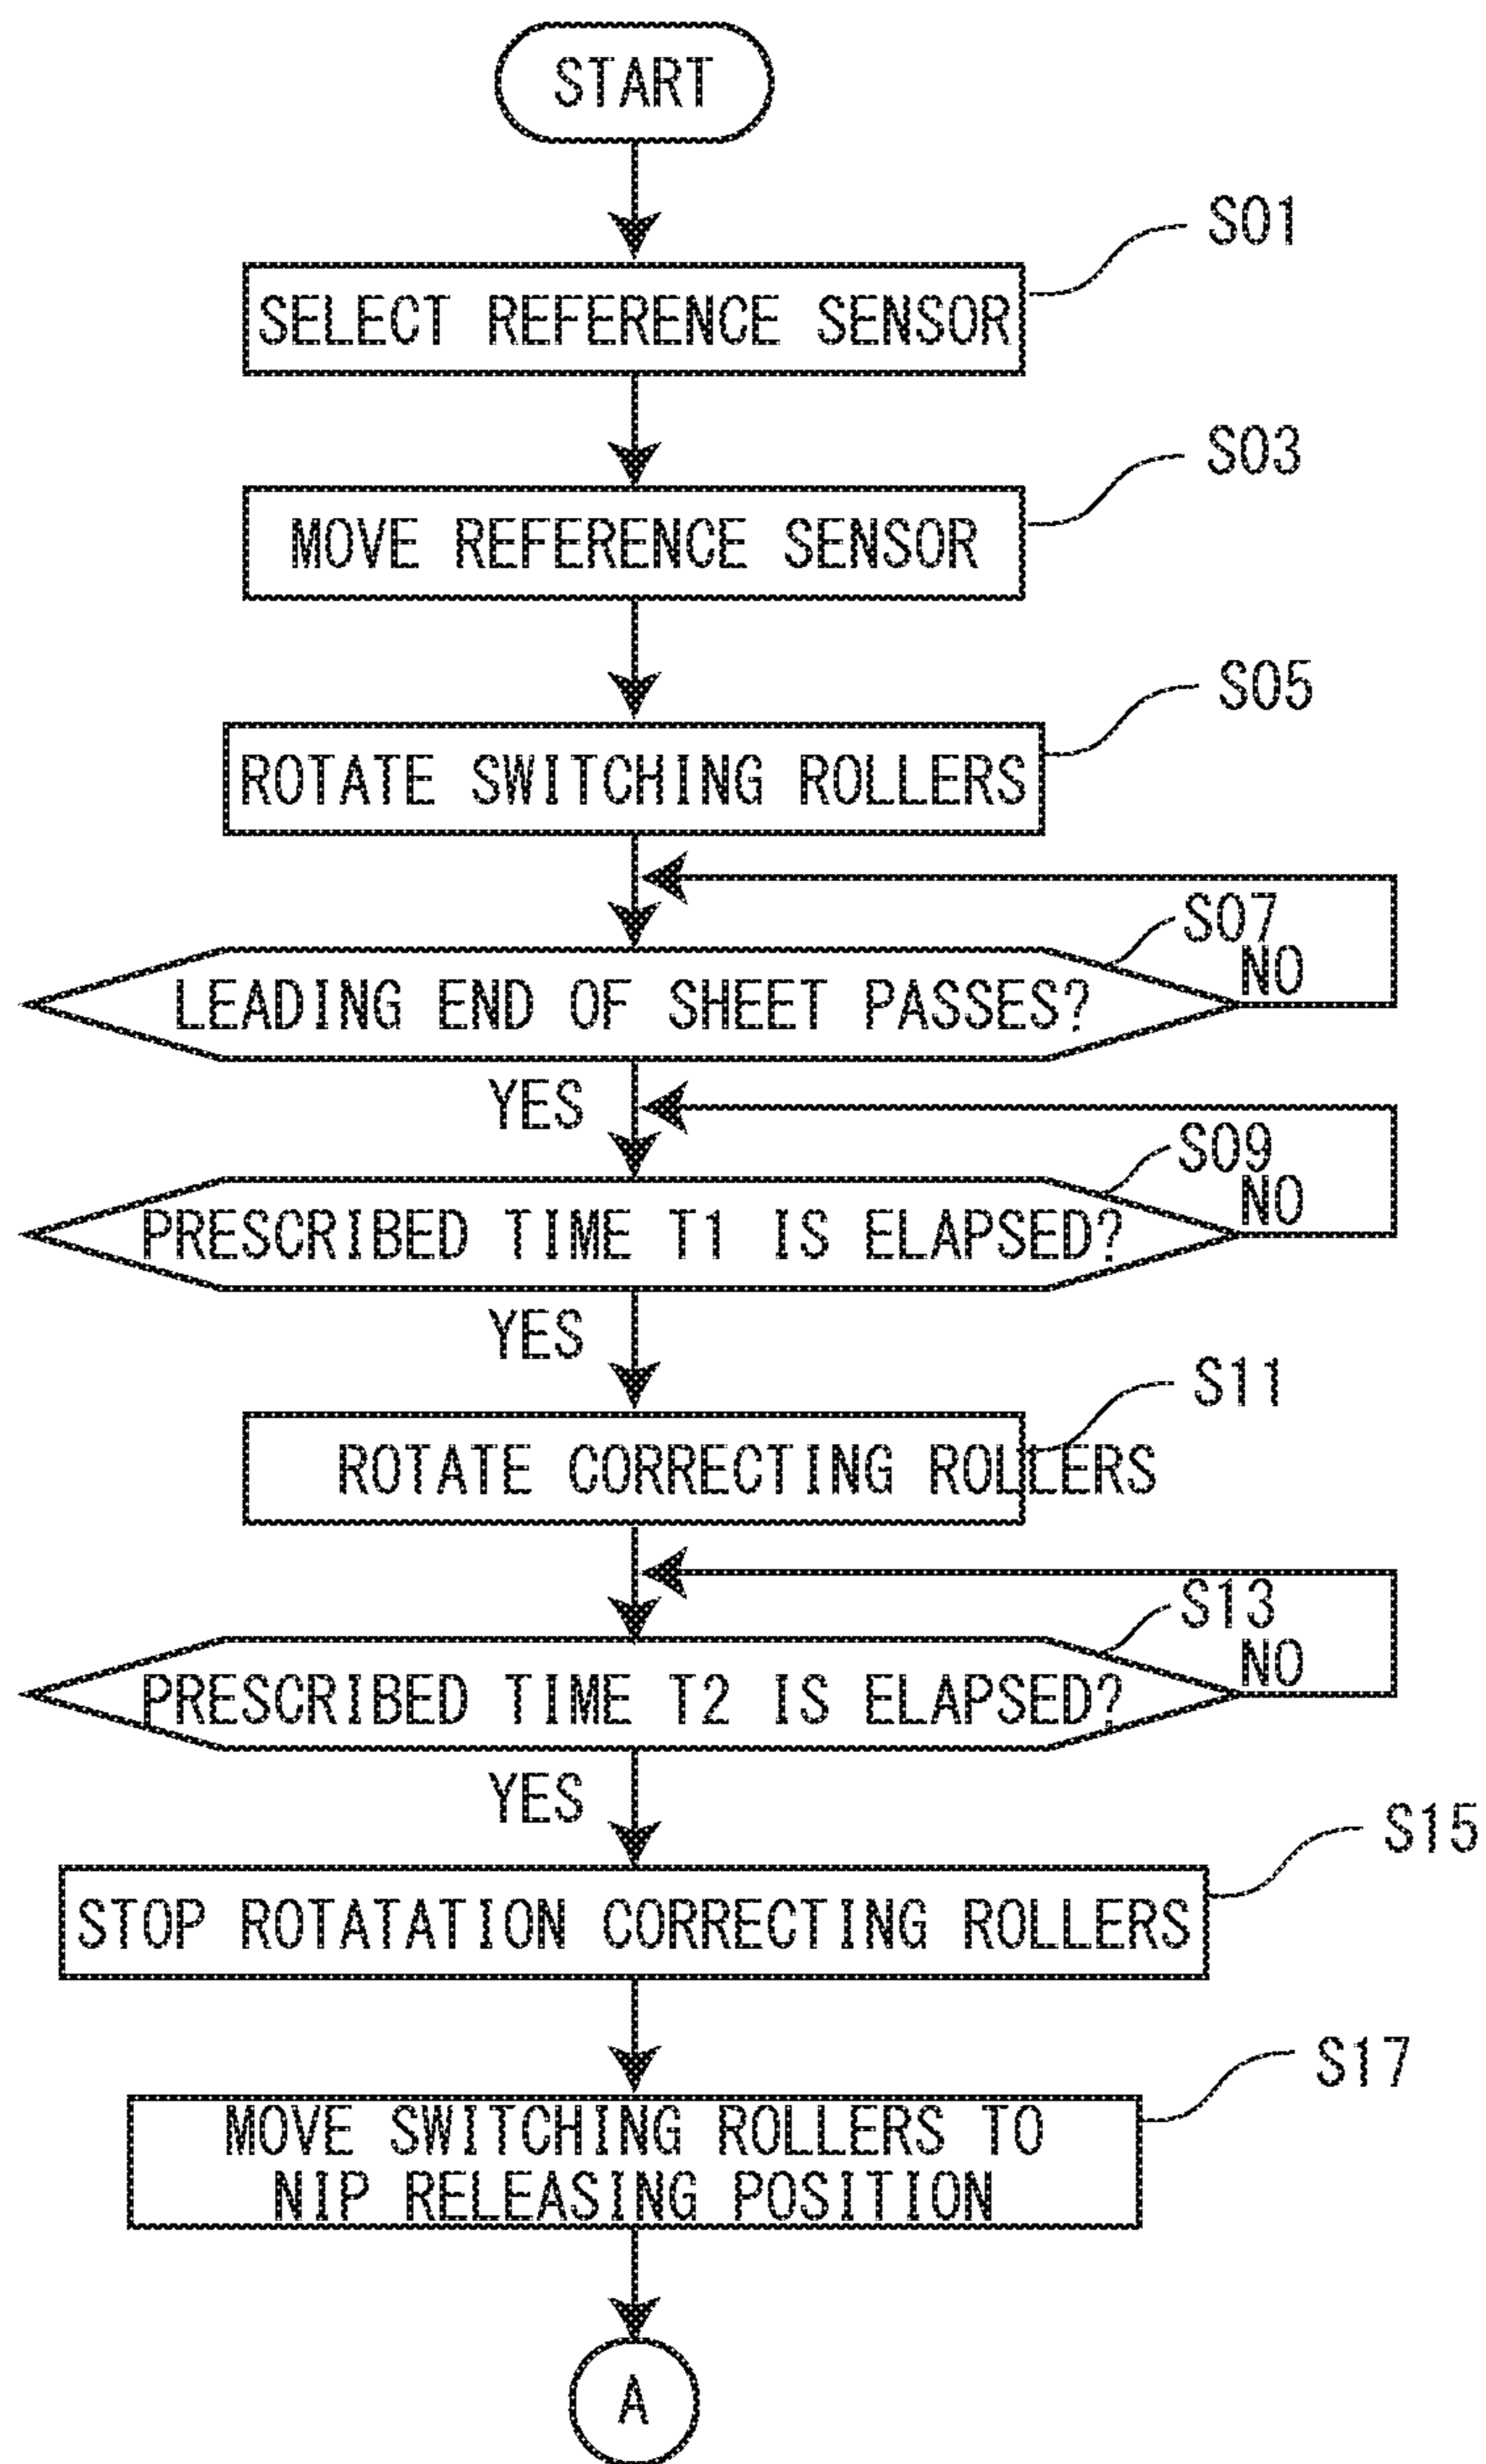 START
S01
SELECT REFERENCE SENSOR
S03
MOVE REFERENCE SENSOR
S05
ROTATE SWITCHING ROLLERS
S07
NO
LEADING END OF SHEET PASSES?
YES
S09
NO
PRESCRIBED TIME T1 IS ELAPSED?
YES
S11
ROTATE CORRECTING ROLLERS
S13
NO
PRESCRIBED TIME T2 IS ELAPSED?
YES
S15
STOP ROTATATION CORRECTING ROLLERS
S17
MOVE SWITCHING ROLLERS TO
NIP RELEASING POSITION
A